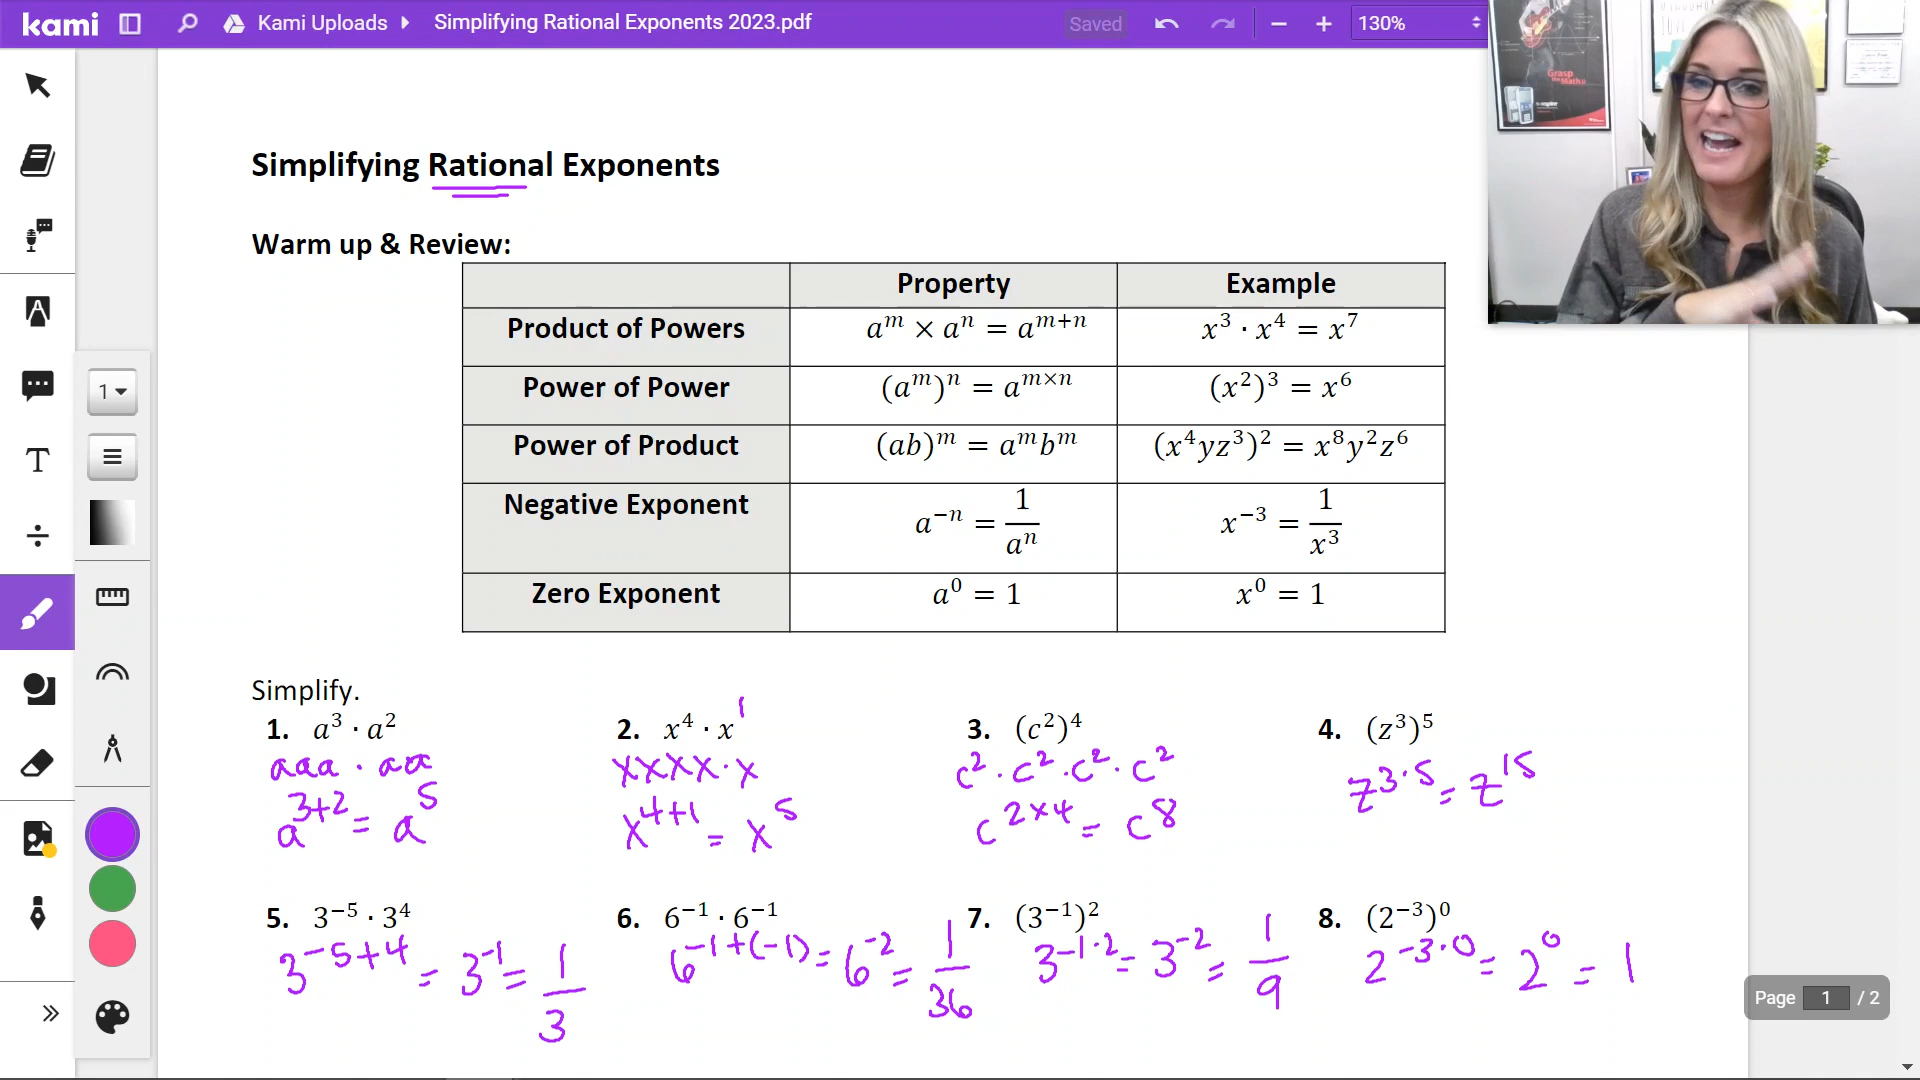 kami Kami Uploads Simplifying Rational Exponents 2023.pdf Saved 130%
Grasp the Math
Simplifying Rational Exponents
Warm up & Review:
Property Example
Product of Powers a^m × a^n = a^{m+n} x^3 · x^4 = x^7
Power of Power (a^m)^n = a^{m×n} (x^2)^3 = x^6
Power of Product (ab)^m = a^m b^m (x^4yz^3)^2 = x^8y^2z^6
Negative Exponent a^{−n} = 1/a^n x^{−3} = 1/x^3
Zero Exponent a^0 = 1 x^0 = 1
1
Simplify.
1. a^3 · a^2 2. x^4 · x^1 3. (c^2)^4 4. (z^3)^5
aaa · aa xxxx · x c^2 · c^2 · c^2 · c^2 z^{3·5} = z^{15}
a^{3+2} = a^5 x^{4+1} = x^5 c^{2×4} = c^8
5. 3^{−5} · 3^4 6. 6^{−1} · 6^{−1} 7. (3^{−1})^2 8. (2^{−3})^0
3^{−5+4} = 3^{−1} = 1/3 6^{−1+(−1)} = 6^{−2} = 1/36 3^{−1·2} = 3^{−2} = 1/9 2^{−3·0} = 2^0 = 1
Page 1 / 2